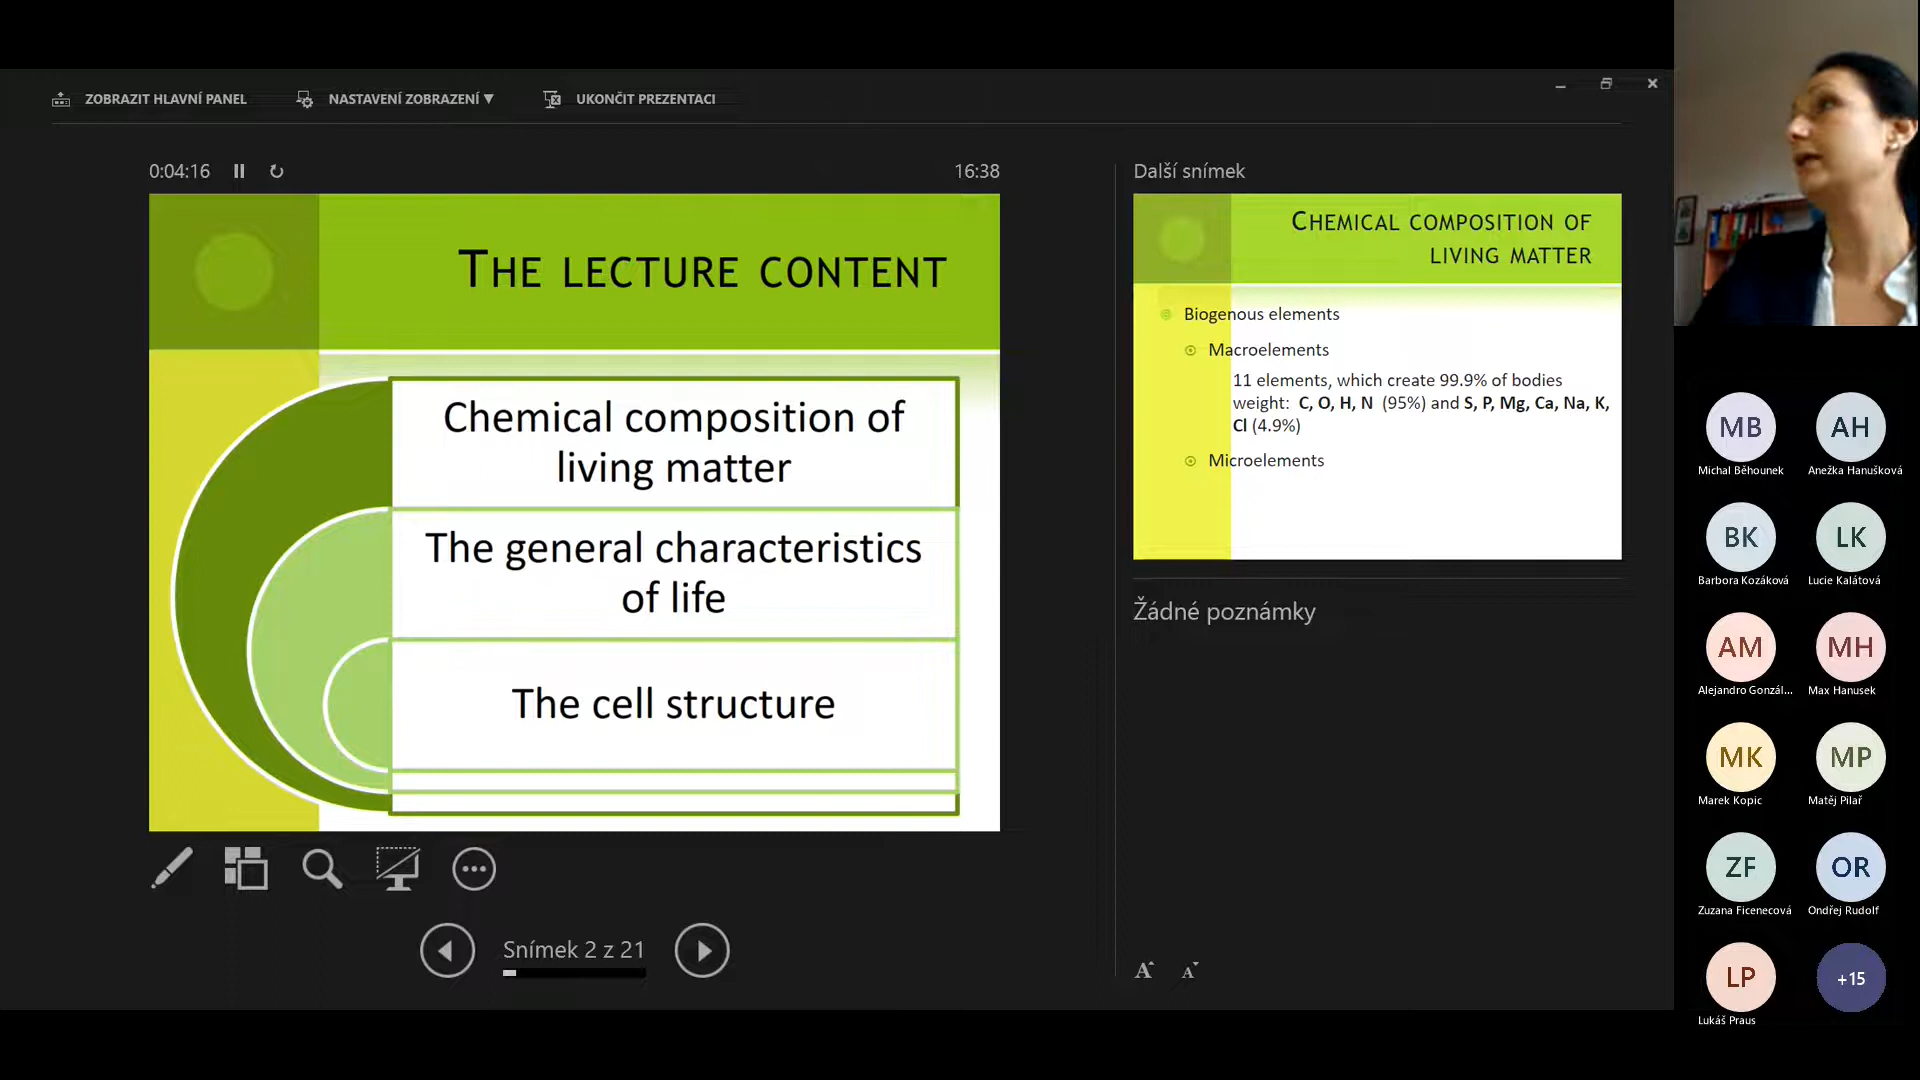 ZOBRAZIT HLAVNÍ PANEL
NASTAVENÍ ZOBRAZENÍ ▼
UKONČIT PREZENTACI
0:04:16
16:38
THE LECTURE CONTENT
Chemical composition of
living matter
The general characteristics
of life
The cell structure
Snímek 2 z 21
Další snímek
CHEMICAL COMPOSITION OF
LIVING MATTER
Biogenous elements
Macroelements
11 elements, which create 99.9% of bodies
weight: C, O, H, N (95%) and S, P, Mg, Ca, Na, K,
Cl (4.9%)
Microelements
Žádné poznámky
A A
MB AH
Michal Běhounek Anežka Hanušková
BK LK
Barbora Kozáková Lucie Kalátová
AM MH
Alejandro Gonzál... Max Hanusek
MK MP
Marek Kopic Matěj Pilař
ZF OR
Zuzana Ficenecová Ondřej Rudolf
LP +15
Lukáš Praus